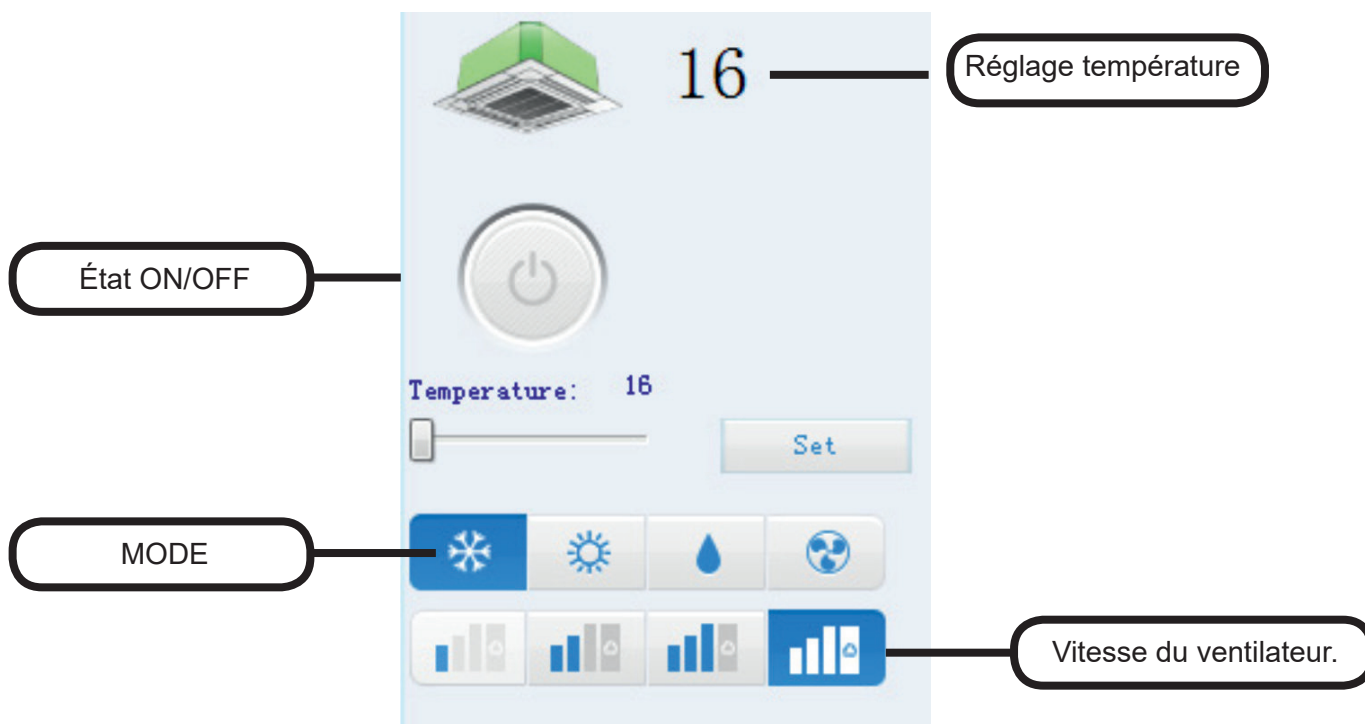 16
Réglage température
État ON/OFF
Temperature: 16
Set
MODE
Vitesse du ventilateur.